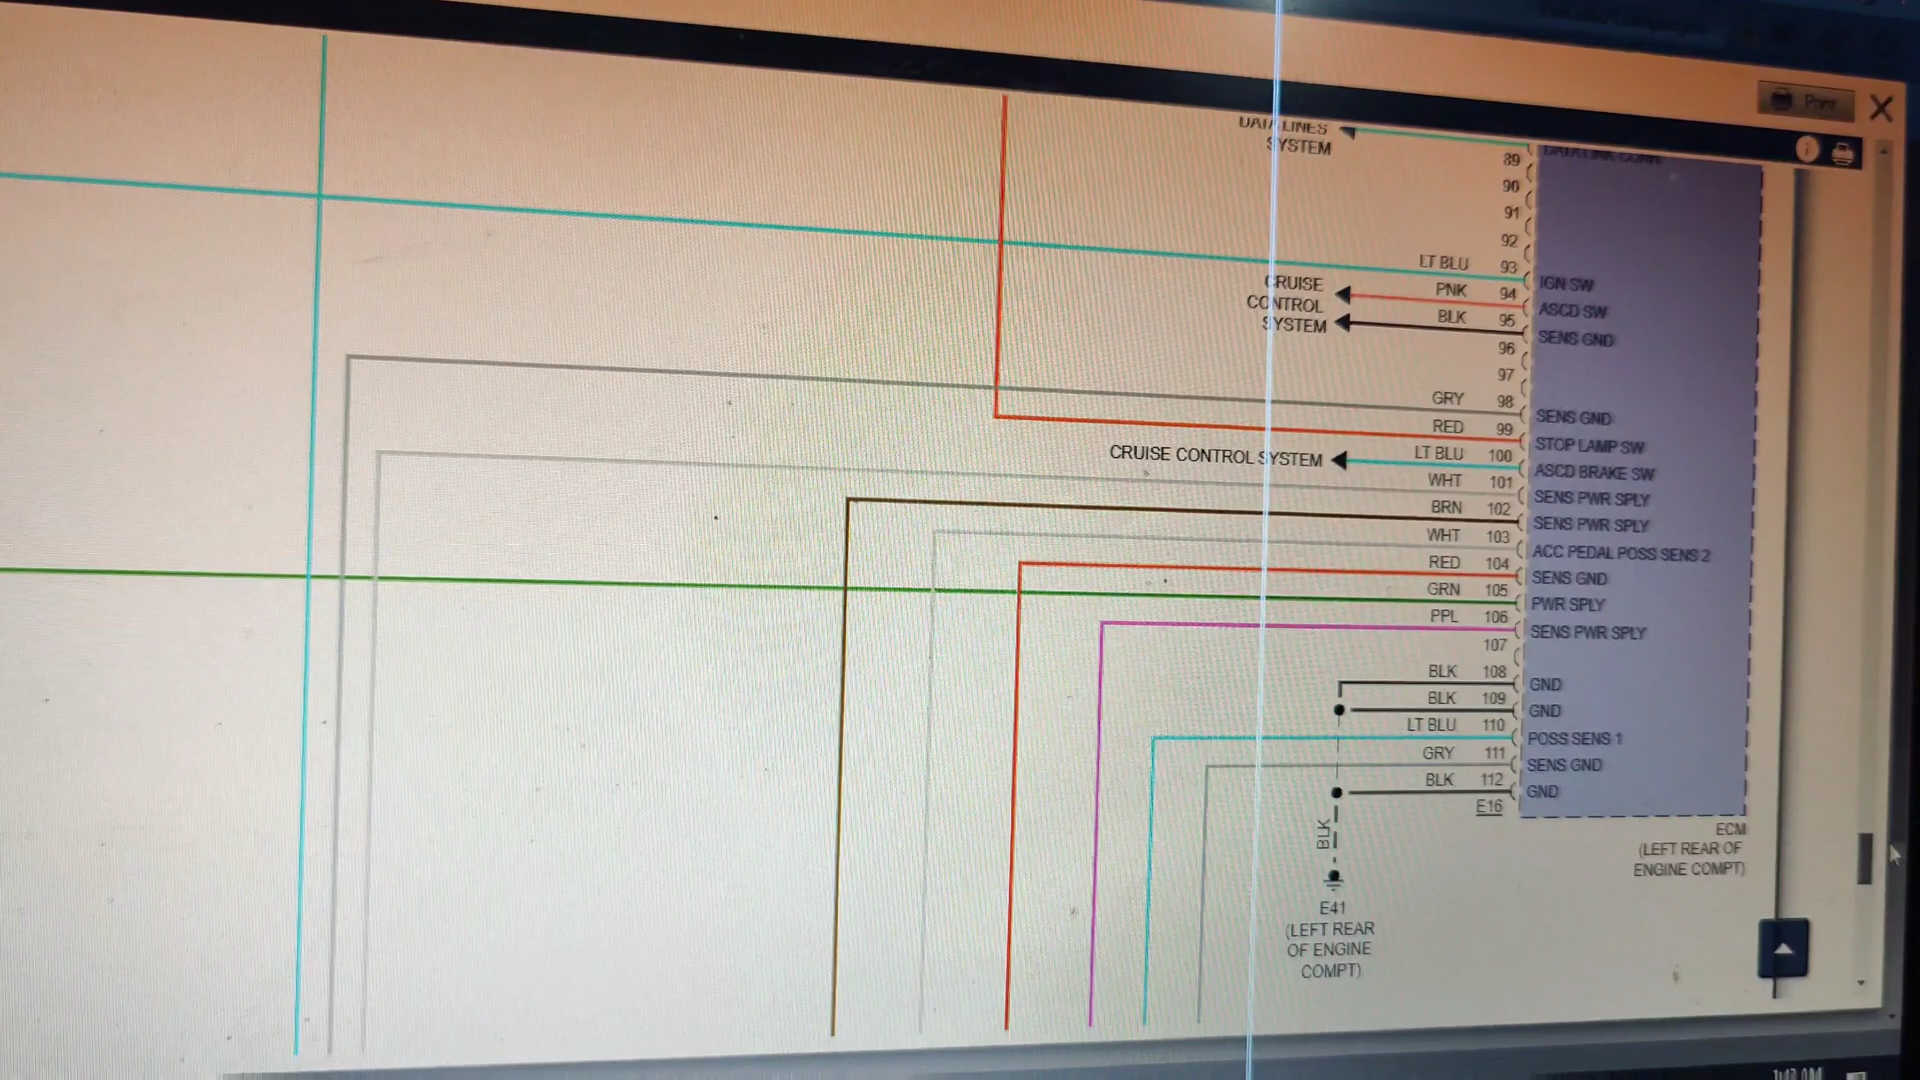 Print
DATA LINES
SYSTEM
89
DATA LINK CONN
90
91
92
LT BLU 93 IGN SW
CRUISE
CONTROL
SYSTEM
PNK 94 ASCD SW
BLK 95 SENS GND
96
97
GRY 98 SENS GND
RED 99 STOP LAMP SW
CRUISE CONTROL SYSTEM LT BLU 100 ASCD BRAKE SW
WHT 101 SENS PWR SPLY
BRN 102 SENS PWR SPLY
WHT 103 ACC PEDAL POSS SENS 2
RED 104 SENS GND
GRN 105 PWR SPLY
PPL 106 SENS PWR SPLY
107
BLK 108 GND
BLK 109 GND
LT BLU 110 POSS SENS 1
GRY 111 SENS GND
BLK 112 GND
E16
ECM
(LEFT REAR OF
ENGINE COMPT)
BLK
E41
(LEFT REAR
OF ENGINE
COMPT)